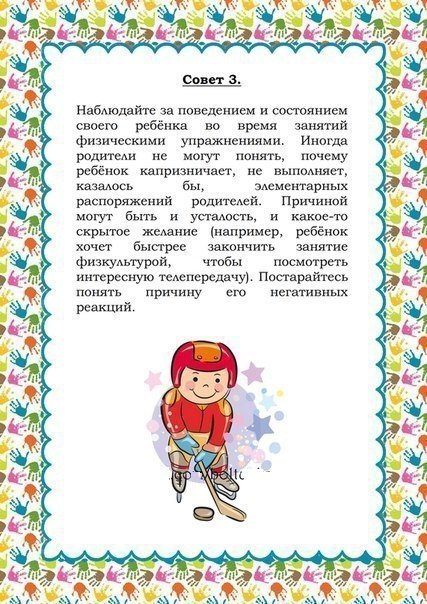 Совет 3.
Наблюдайте за поведением и состоянием
своего ребёнка во время занятий
физическими упражнениями. Иногда
родители не могут понять, почему
ребёнок капризничает, не выполняет,
казалось бы, элементарных
распоряжений родителей. Причиной
могут быть и усталость, и какое-то
скрытое желание (например, ребёнок
хочет быстрее закончить занятие
физкультурой, чтобы посмотреть
интересную телепередачу). Постарайтесь
понять причину его негативных
реакций.